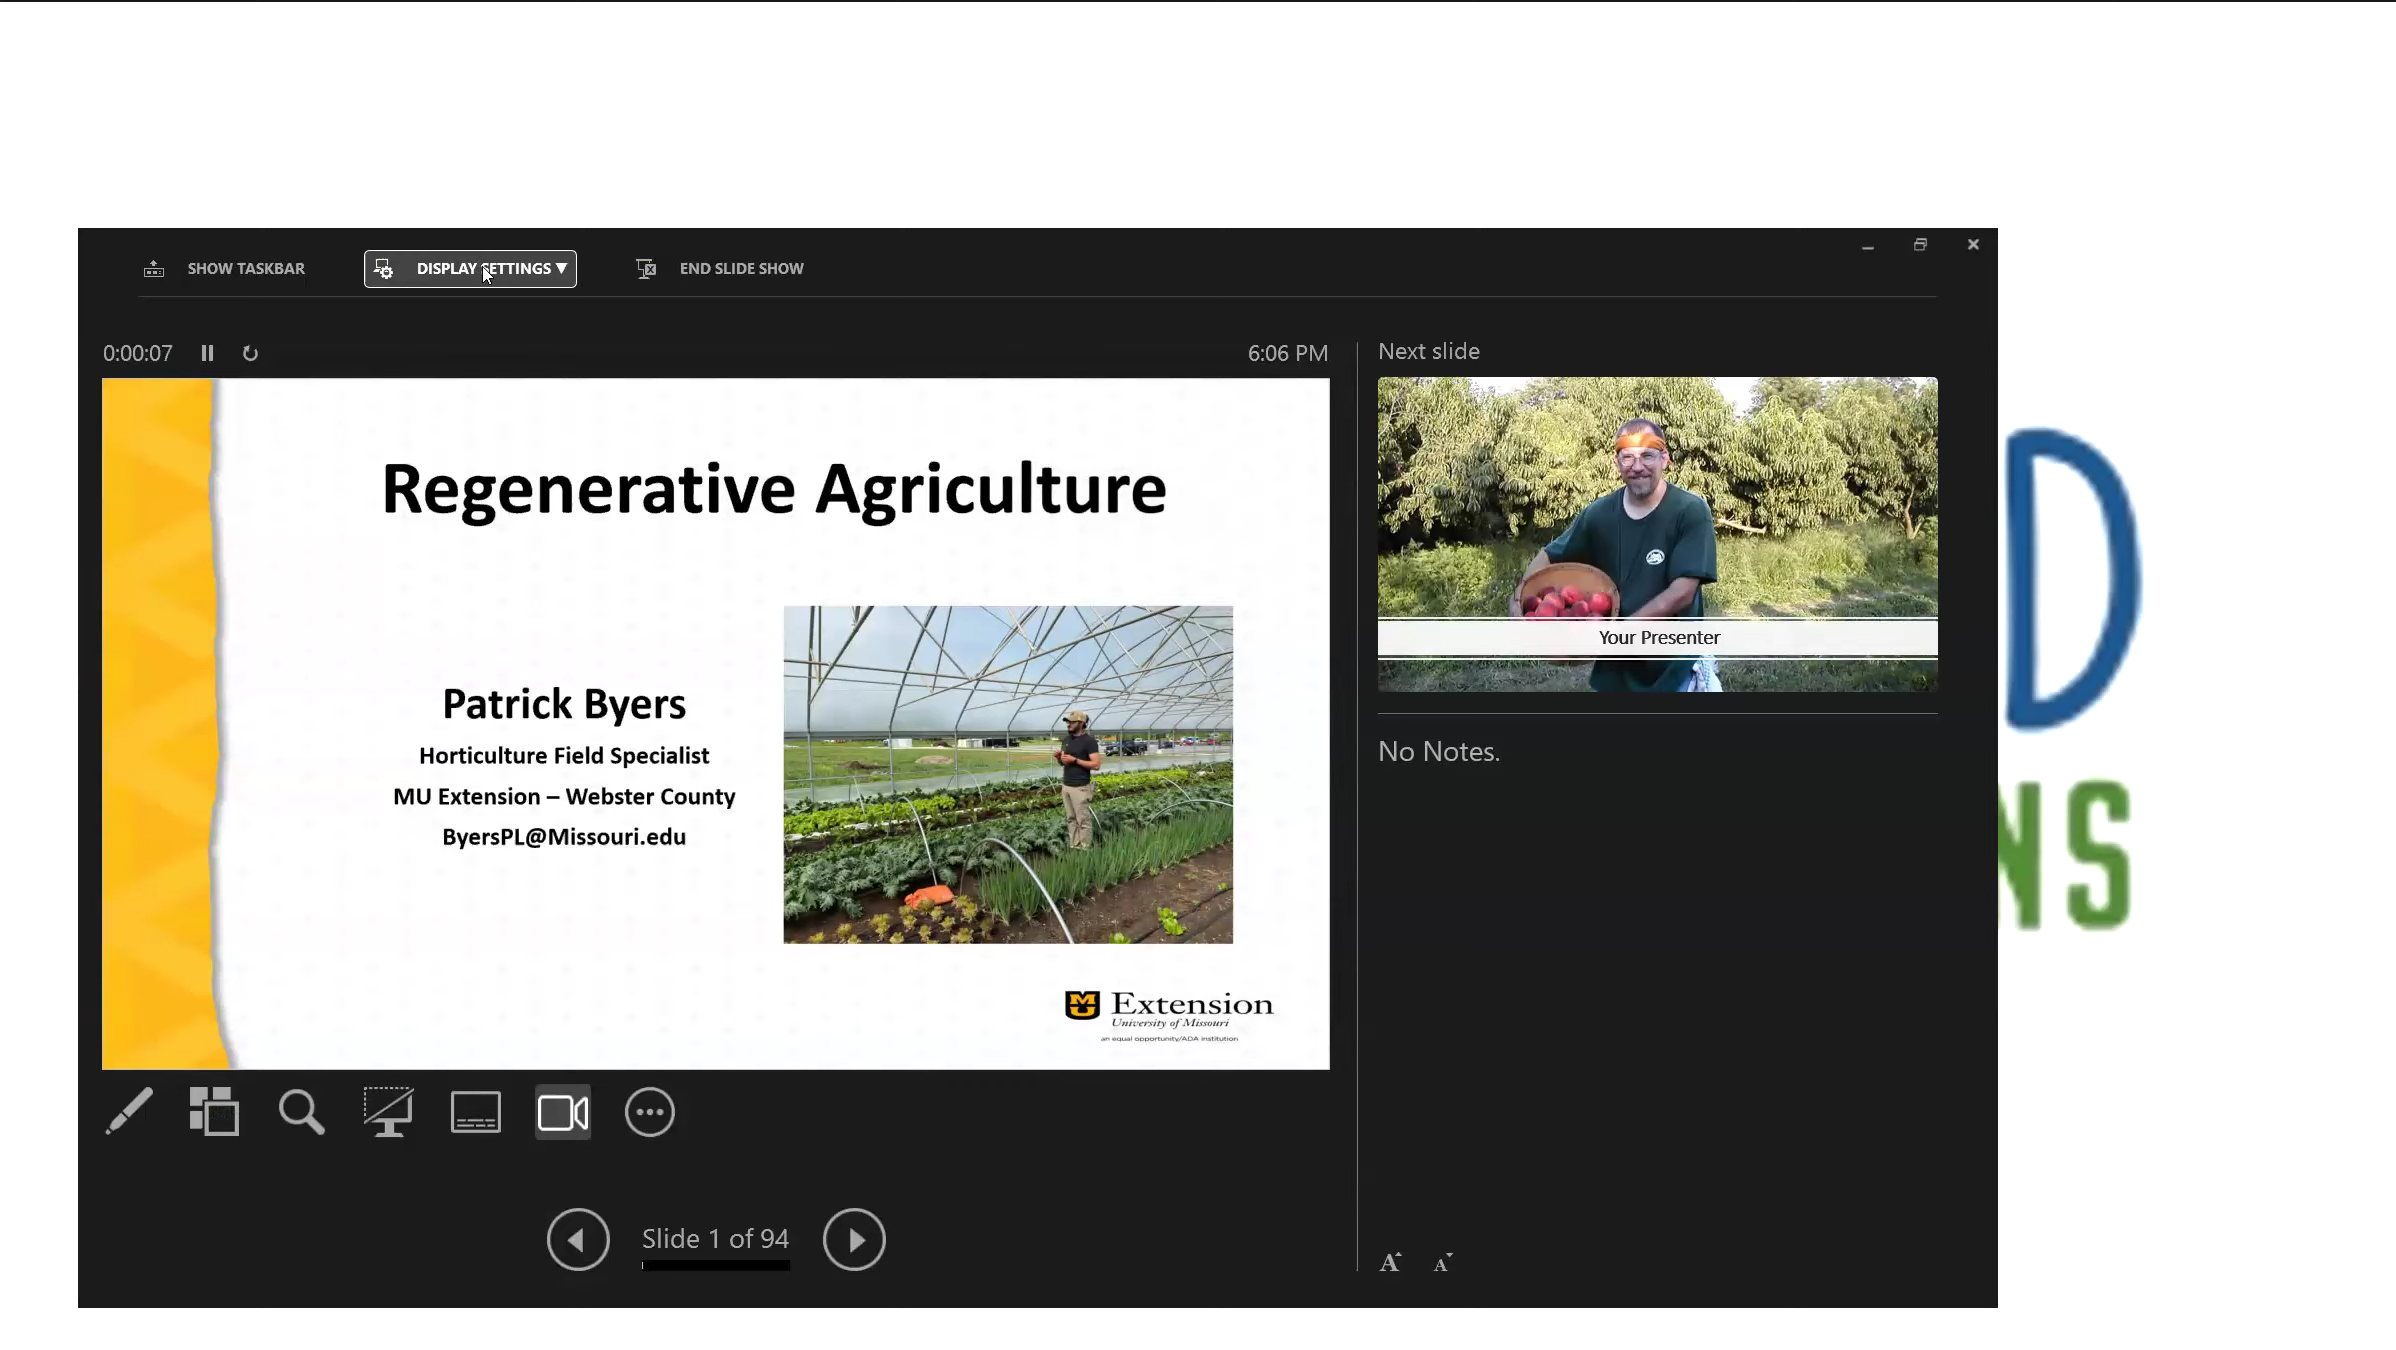 SHOW TASKBAR
DISPLAY SETTINGS ▼
END SLIDE SHOW
0:00:07
6:06 PM
Next slide
Regenerative Agriculture
Patrick Byers
Horticulture Field Specialist
MU Extension – Webster County
ByersPL@Missouri.edu
Extension
University of Missouri
an equal opportunity/ADA institution
Your Presenter
No Notes.
Slide 1 of 94
A A
D
NS